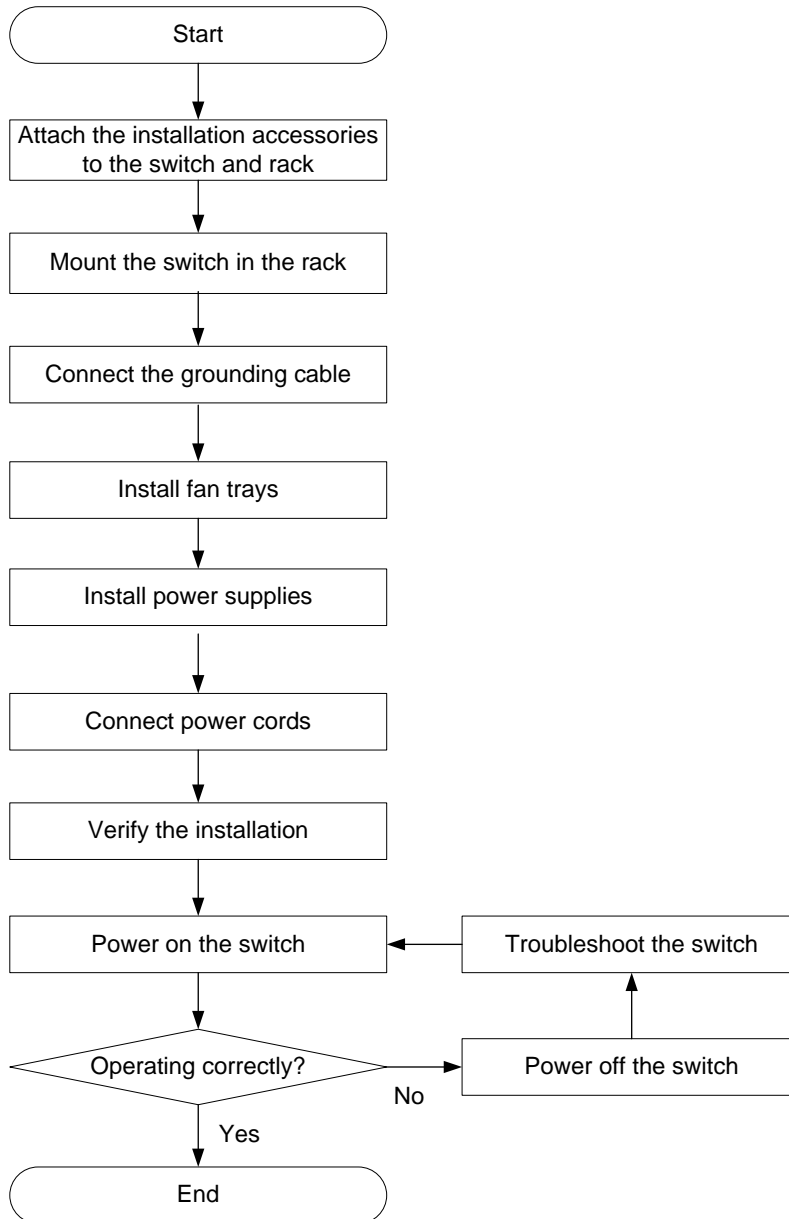 Start
Attach the installation accessories
to the switch and rack
Mount the switch in the rack
Connect the grounding cable
Install fan trays
Install power supplies
Connect power cords
Verify the installation
Power on the switch
Troubleshoot the switch
Operating correctly?
No
Power off the switch
Yes
End